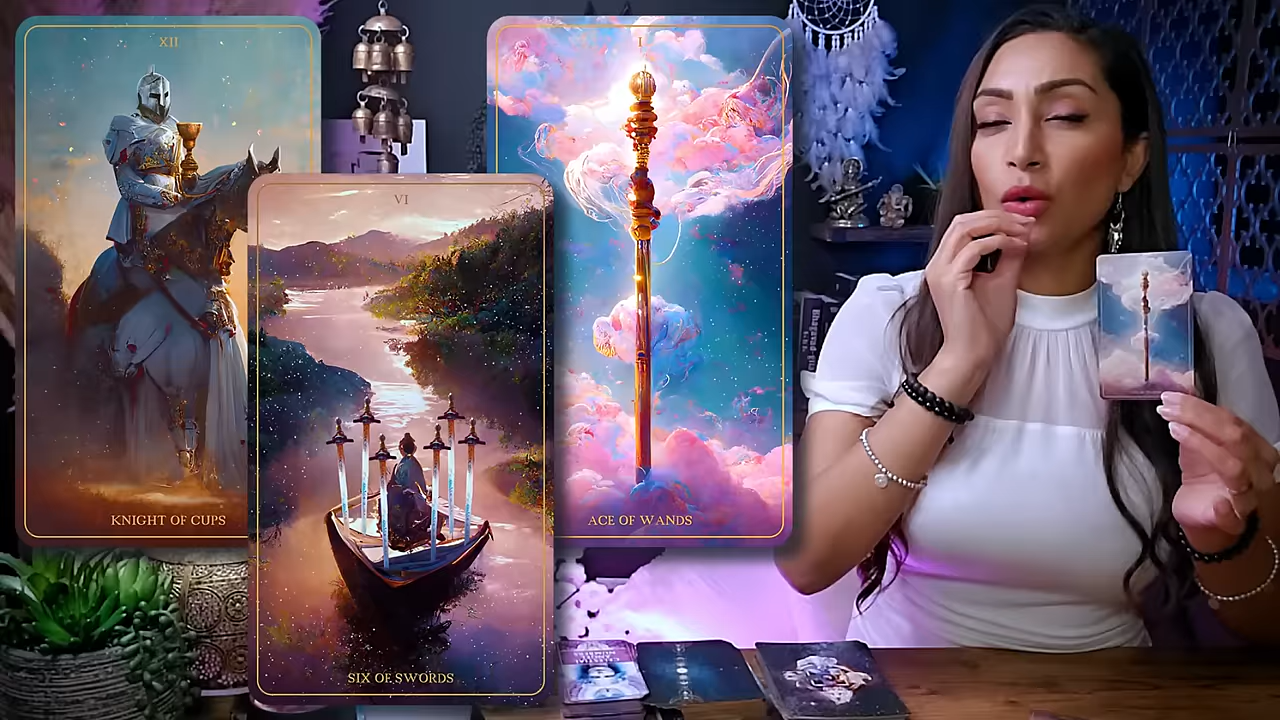 XII
KNIGHT OF CUPS
VI
SIX OF SWORDS
I
ACE OF WANDS